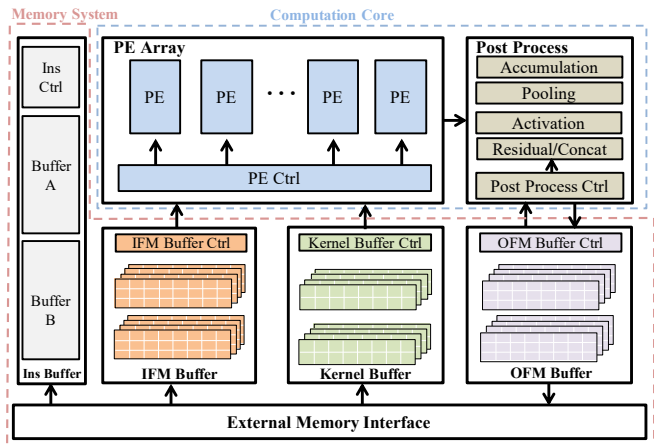 Memory System
Computation Core
Ins
Ctrl
Buffer
A
Buffer
B
Ins Buffer
PE Array
PE
PE
...
PE
PE
PE Ctrl
Post Process
Accumulation
Pooling
Activation
Residual/Concat
Post Process Ctrl
IFM Buffer Ctrl
IFM Buffer
Kernel Buffer Ctrl
Kernel Buffer
OFM Buffer Ctrl
OFM Buffer
External Memory Interface